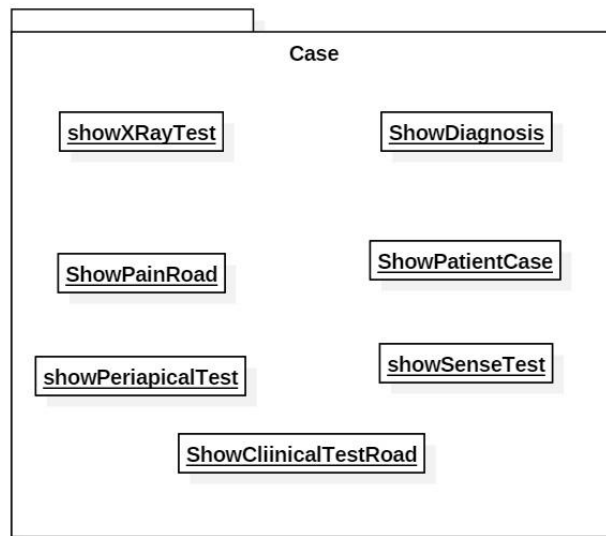 Case
showXRayTest
ShowDiagnosis
ShowPainRoad
ShowPatientCase
showPeriapicalTest
showSenseTest
ShowCliinicalTestRoad